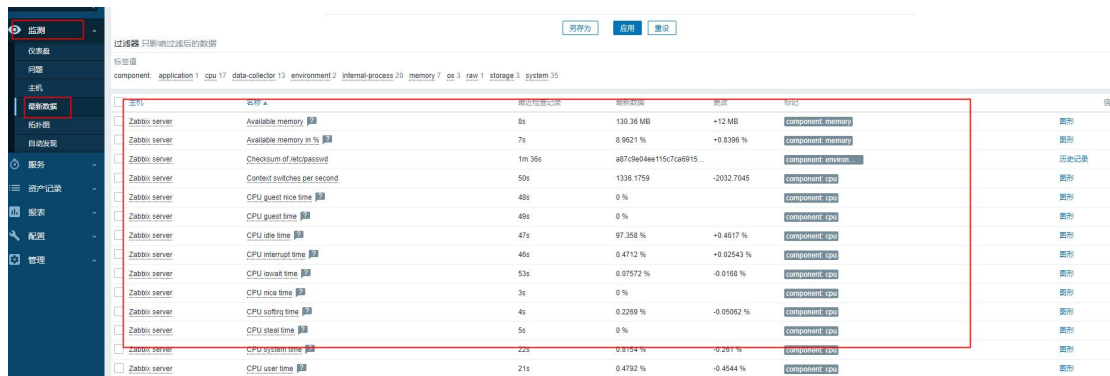 监测
仪表盘
问题
主机
最新数据
拓扑图
自动发现
服务
资产记录
报表
配置
管理
另存为 应用 重设
过滤器 只影响过滤后的数据
标签值
component: application 1 cpu 17 data-collector 13 environment 2 internal-process 20 memory 7 os 3 raw 1 storage 3 system 35
主机 名称 最近检查记录 最新数据 更改 标记 信
Zabbix server Available memory ? 8s 130.36 MB +12 MB component: memory 图形
Zabbix server Available memory in % ? 7s 8.9621 % +0.8396 % component: memory 图形
Zabbix server Checksum of /etc/passwd 1m 36s a87c9e04ee115c7ca6915... component: environ... 历史记录
Zabbix server Context switches per second 50s 1336.1759 -2032.7045 component: cpu 图形
Zabbix server CPU guest nice time ? 48s 0 % component: cpu 图形
Zabbix server CPU guest time ? 49s 0 % component: cpu 图形
Zabbix server CPU idle time ? 47s 97.358 % +0.4617 % component: cpu 图形
Zabbix server CPU interrupt time ? 46s 0.4712 % +0.02543 % component: cpu 图形
Zabbix server CPU iowait time ? 53s 0.07572 % -0.0168 % component: cpu 图形
Zabbix server CPU nice time ? 3s 0 % component: cpu 图形
Zabbix server CPU softirq time ? 4s 0.2269 % -0.05062 % component: cpu 图形
Zabbix server CPU steal time ? 5s 0 % component: cpu 图形
Zabbix server CPU system time ? 22s 0.8154 % -0.261 % component: cpu 图形
Zabbix server CPU user time ? 21s 0.4792 % -0.4544 % component: cpu 图形